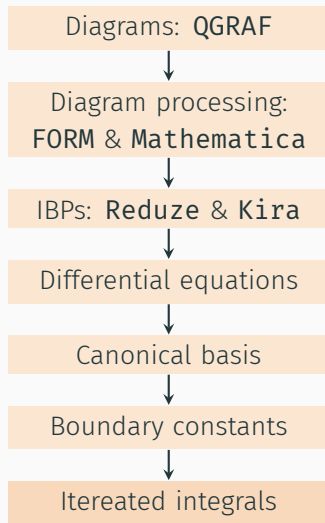 Diagrams: QGRAF
Diagram processing:
FORM & Mathematica
IBPs: Reduze & Kira
Differential equations
Canonical basis
Boundary constants
Itereated integrals